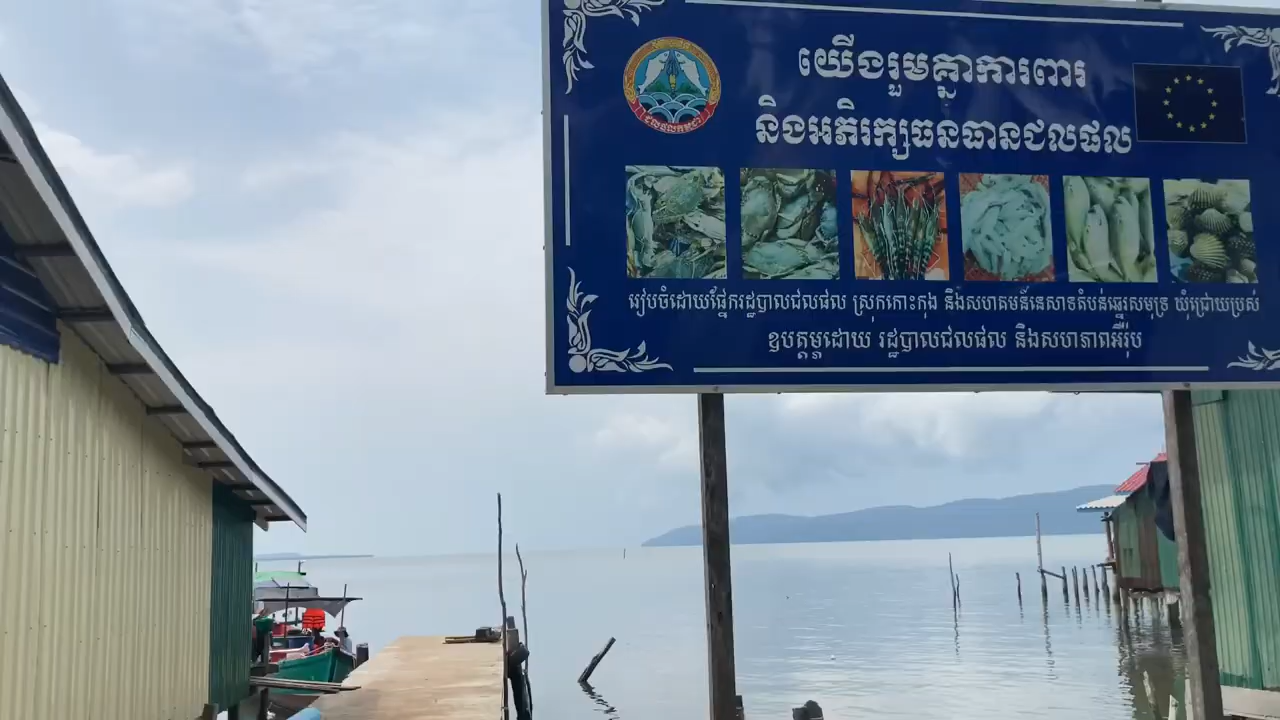 យើងរួមគ្នាការពារ
និងអភិរក្សធនធានជលផល
រៀបចំដោយផ្នែករដ្ឋបាលជលផល ស្រុកកោះកុង និងសហគមន៍នេសាទតំបន់ឆ្នេរសមុទ្រ ឃុំជ្រោយប្រស់
ឧបត្ថម្ភដោយ រដ្ឋបាលជលផល និងសហភាពអឺរ៉ុប